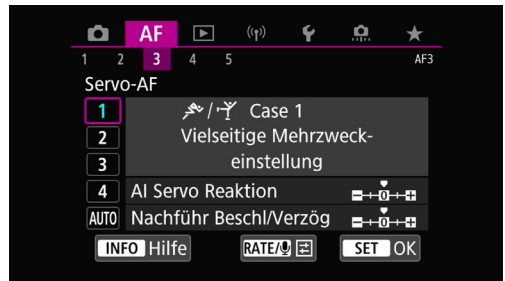 AF
1 2 3 4 5 AF3
Servo-AF
1 / Case 1
2 Vielseitige Mehrzweck-
3 einstellung
4 AI Servo Reaktion 0
AUTO Nachführ Beschl/Verzög 0
INFO Hilfe RATE/ SET OK